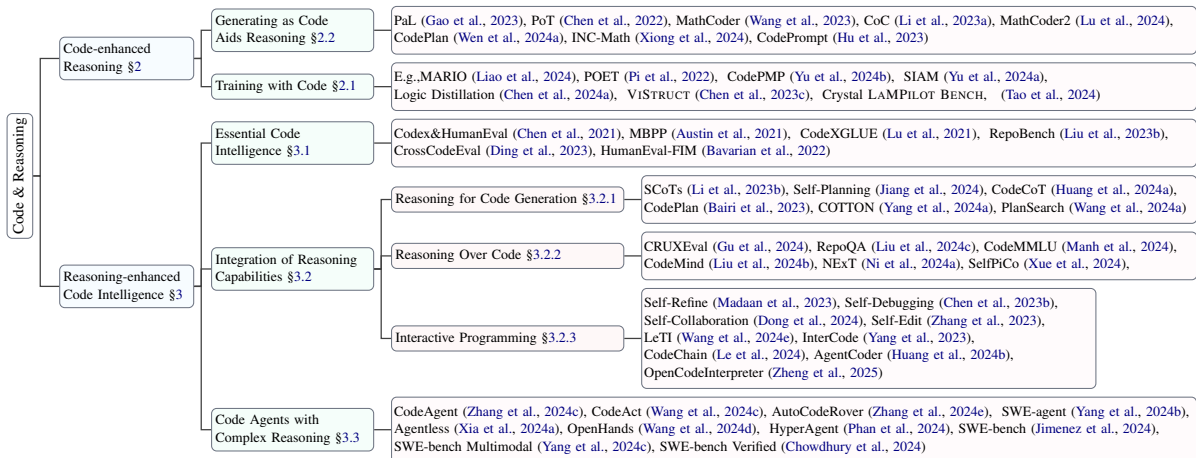 Code & Reasoning
Code-enhanced
Reasoning §2
Generating as Code
Aids Reasoning §2.2
PaL (Gao et al., 2023), PoT (Chen et al., 2022), MathCoder (Wang et al., 2023), CoC (Li et al., 2023a), MathCoder2 (Lu et al., 2024),
CodePlan (Wen et al., 2024a), INC-Math (Xiong et al., 2024), CodePrompt (Hu et al., 2023)
Training with Code §2.1
E.g.,MARIO (Liao et al., 2024), POET (Pi et al., 2022), CodePMP (Yu et al., 2024b), SIAM (Yu et al., 2024a),
Logic Distillation (Chen et al., 2024a), VISTRUCT (Chen et al., 2023c), Crystal LAMPILOT BENCH, (Tao et al., 2024)
Reasoning-enhanced
Code Intelligence §3
Essential Code
Intelligence §3.1
Codex&HumanEval (Chen et al., 2021), MBPP (Austin et al., 2021), CodeXGLUE (Lu et al., 2021), RepoBench (Liu et al., 2023b),
CrossCodeEval (Ding et al., 2023), HumanEval-FIM (Bavarian et al., 2022)
Integration of Reasoning
Capabilities §3.2
Reasoning for Code Generation §3.2.1
SCoTs (Li et al., 2023b), Self-Planning (Jiang et al., 2024), CodeCoT (Huang et al., 2024a),
CodePlan (Bairi et al., 2023), COTTON (Yang et al., 2024a), PlanSearch (Wang et al., 2024a)
Reasoning Over Code §3.2.2
CRUXEval (Gu et al., 2024), RepoQA (Liu et al., 2024c), CodeMMLU (Manh et al., 2024),
CodeMind (Liu et al., 2024b), NExT (Ni et al., 2024a), SelfPiCo (Xue et al., 2024),
Interactive Programming §3.2.3
Self-Refine (Madaan et al., 2023), Self-Debugging (Chen et al., 2023b),
Self-Collaboration (Dong et al., 2024), Self-Edit (Zhang et al., 2023),
LeTI (Wang et al., 2024e), InterCode (Yang et al., 2023),
CodeChain (Le et al., 2024), AgentCoder (Huang et al., 2024b),
OpenCodeInterpreter (Zheng et al., 2025)
Code Agents with
Complex Reasoning §3.3
CodeAgent (Zhang et al., 2024c), CodeAct (Wang et al., 2024c), AutoCodeRover (Zhang et al., 2024e), SWE-agent (Yang et al., 2024b),
Agentless (Xia et al., 2024a), OpenHands (Wang et al., 2024d), HyperAgent (Phan et al., 2024), SWE-bench (Jimenez et al., 2024),
SWE-bench Multimodal (Yang et al., 2024c), SWE-bench Verified (Chowdhury et al., 2024)